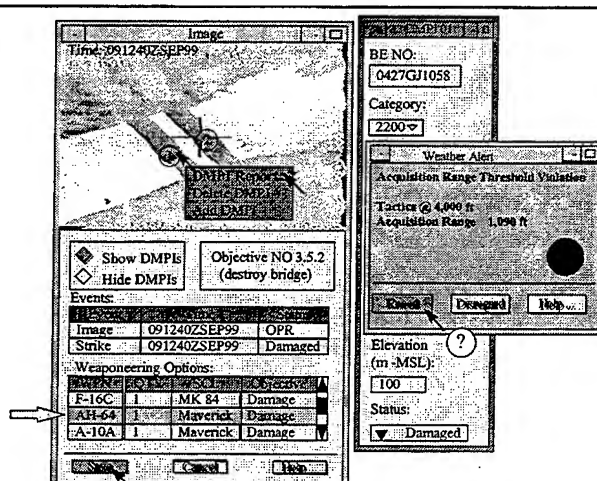 Image
Time: 091240ZSEP99
DMPI Report
Delete DMPI
Add DMPI
Show DMPIs
Hide DMPIs
Objective NO 3.5.2
(destroy bridge)
Events:
Image 091240ZSEP99 OPR
Strike 091240ZSEP99 Damaged
Weaponeering Options:
Objective
F-16C 1 MK 84 Damage
AH-64 1 Maverick Damage
A-10A 1 Maverick Damage
Save
Cancel
Help
BE NO:
0427GJ1058
Category:
2200
Weather Alert
Acquisition Range Threshold Violation
Tactics @ 4,000 ft
Acquisition Range 1,090 ft
Disregard
Help...
?
Elevation
(m -MSL):
100
Status:
Damaged